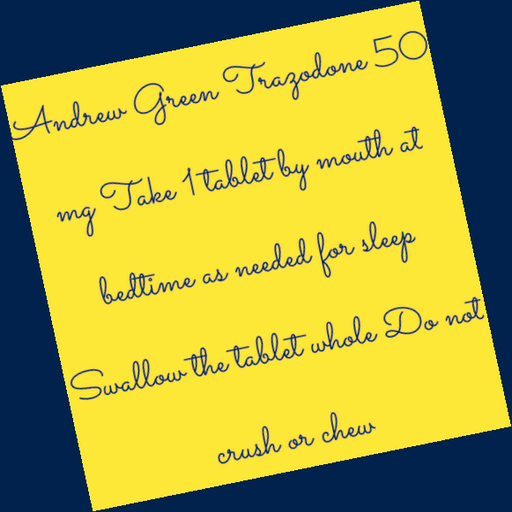 Andrew Green Trazodone 50
mg Take 1 tablet by mouth at
bedtime as needed for sleep
Swallow the tablet whole Do not
crush or chew